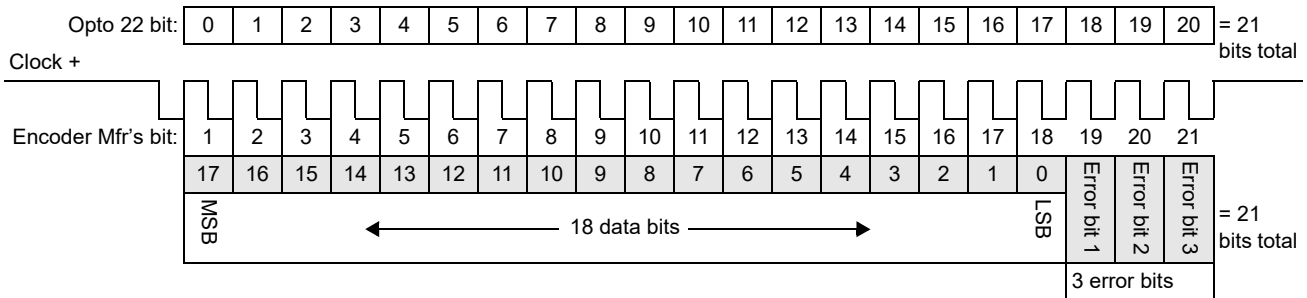 Opto 22 bit: 0 1 2 3 4 5 6 7 8 9 10 11 12 13 14 15 16 17 18 19 20 = 21 bits total
Clock +
Encoder Mfr's bit: 1 2 3 4 5 6 7 8 9 10 11 12 13 14 15 16 17 18 19 20 21
17 16 15 14 13 12 11 10 9 8 7 6 5 4 3 2 1 0
MSB
18 data bits
LSB
Error bit 1
Error bit 2
Error bit 3
= 21
bits total
3 error bits